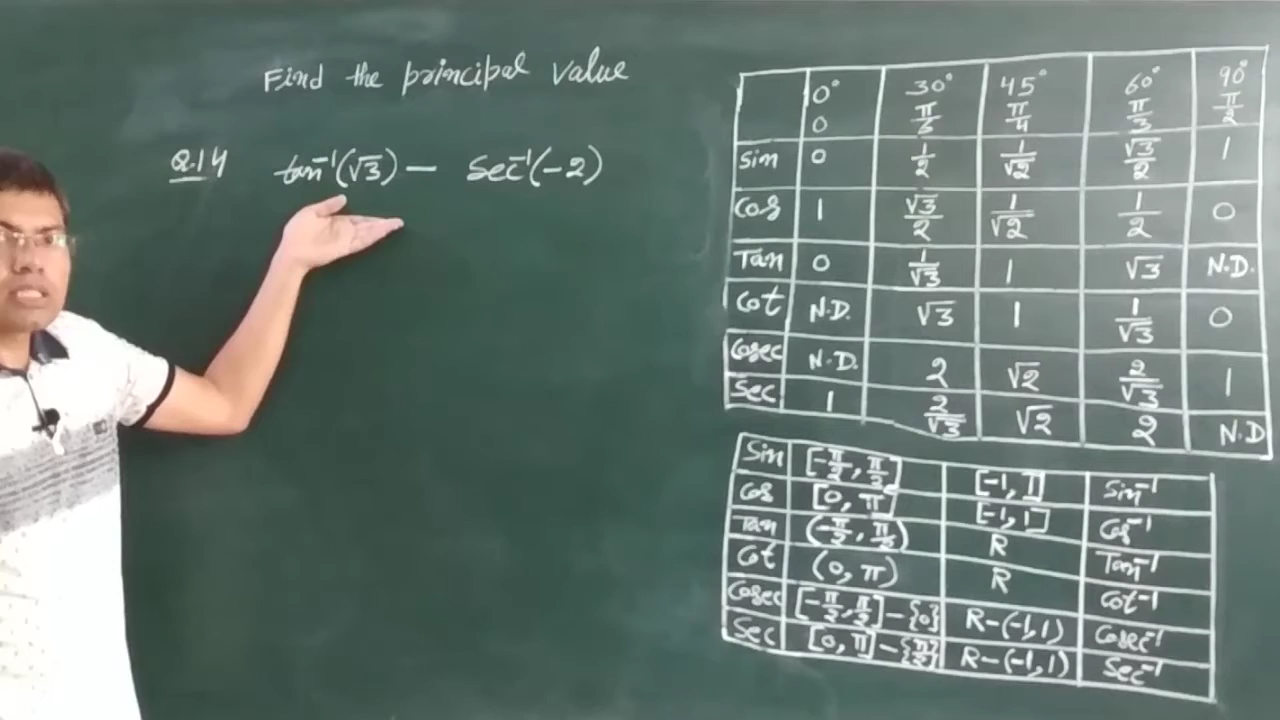 Find the principal value
Q.14 tan⁻¹(√3) — Sec⁻¹(-2)
0° 30° 45° 60° 90°
0 π/6 π/4 π/3 π/2
Sin 0 1/2 1/√2 √3/2 1
Cos 1 √3/2 1/√2 1/2 0
Tan 0 1/√3 1 √3 N.D.
Cot N.D. √3 1 1/√3 0
Cosec N.D. 2 √2 2/√3 1
Sec 1 2/√3 √2 2 N.D
Sin [-π/2, π/2] [-1, 1] Sin⁻¹
Cos [0, π] [-1, 1] Cos⁻¹
Tan (-π/2, π/2) R Tan⁻¹
Cot (0, π) R Cot⁻¹
Cosec [-π/2, π/2]-{0} R-(-1,1) Cosec⁻¹
Sec [0, π]-{π/2} R-(-1,1) Sec⁻¹